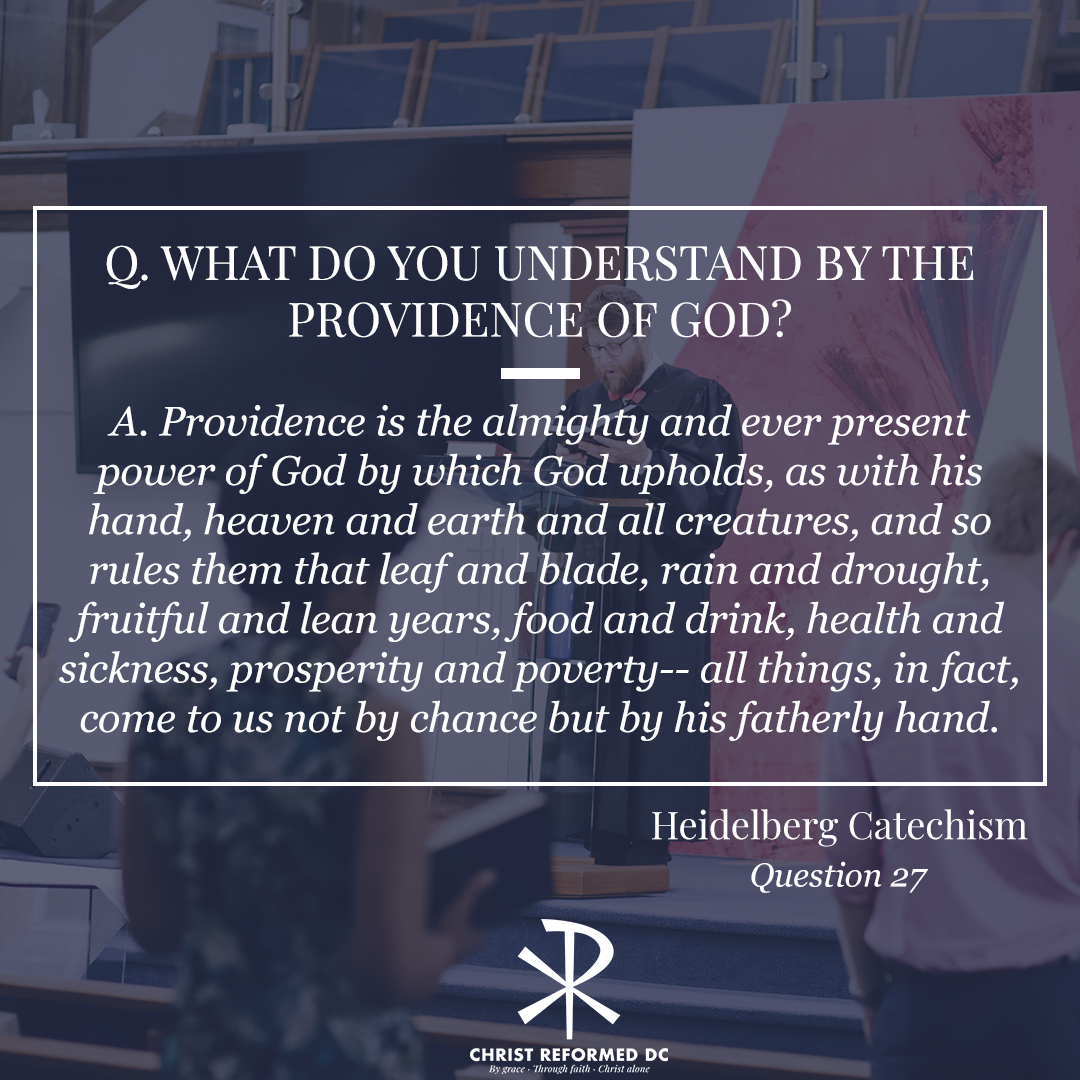 Q. WHAT DO YOU UNDERSTAND BY THE
PROVIDENCE OF GOD?
A. Providence is the almighty and ever present
power of God by which God upholds, as with his
hand, heaven and earth and all creatures, and so
rules them that leaf and blade, rain and drought,
fruitful and lean years, food and drink, health and
sickness, prosperity and poverty-- all things, in fact,
come to us not by chance but by his fatherly hand.
Heidelberg Catechism
Question 27
CHRIST REFORMED DC
By grace · Through faith · Christ alone